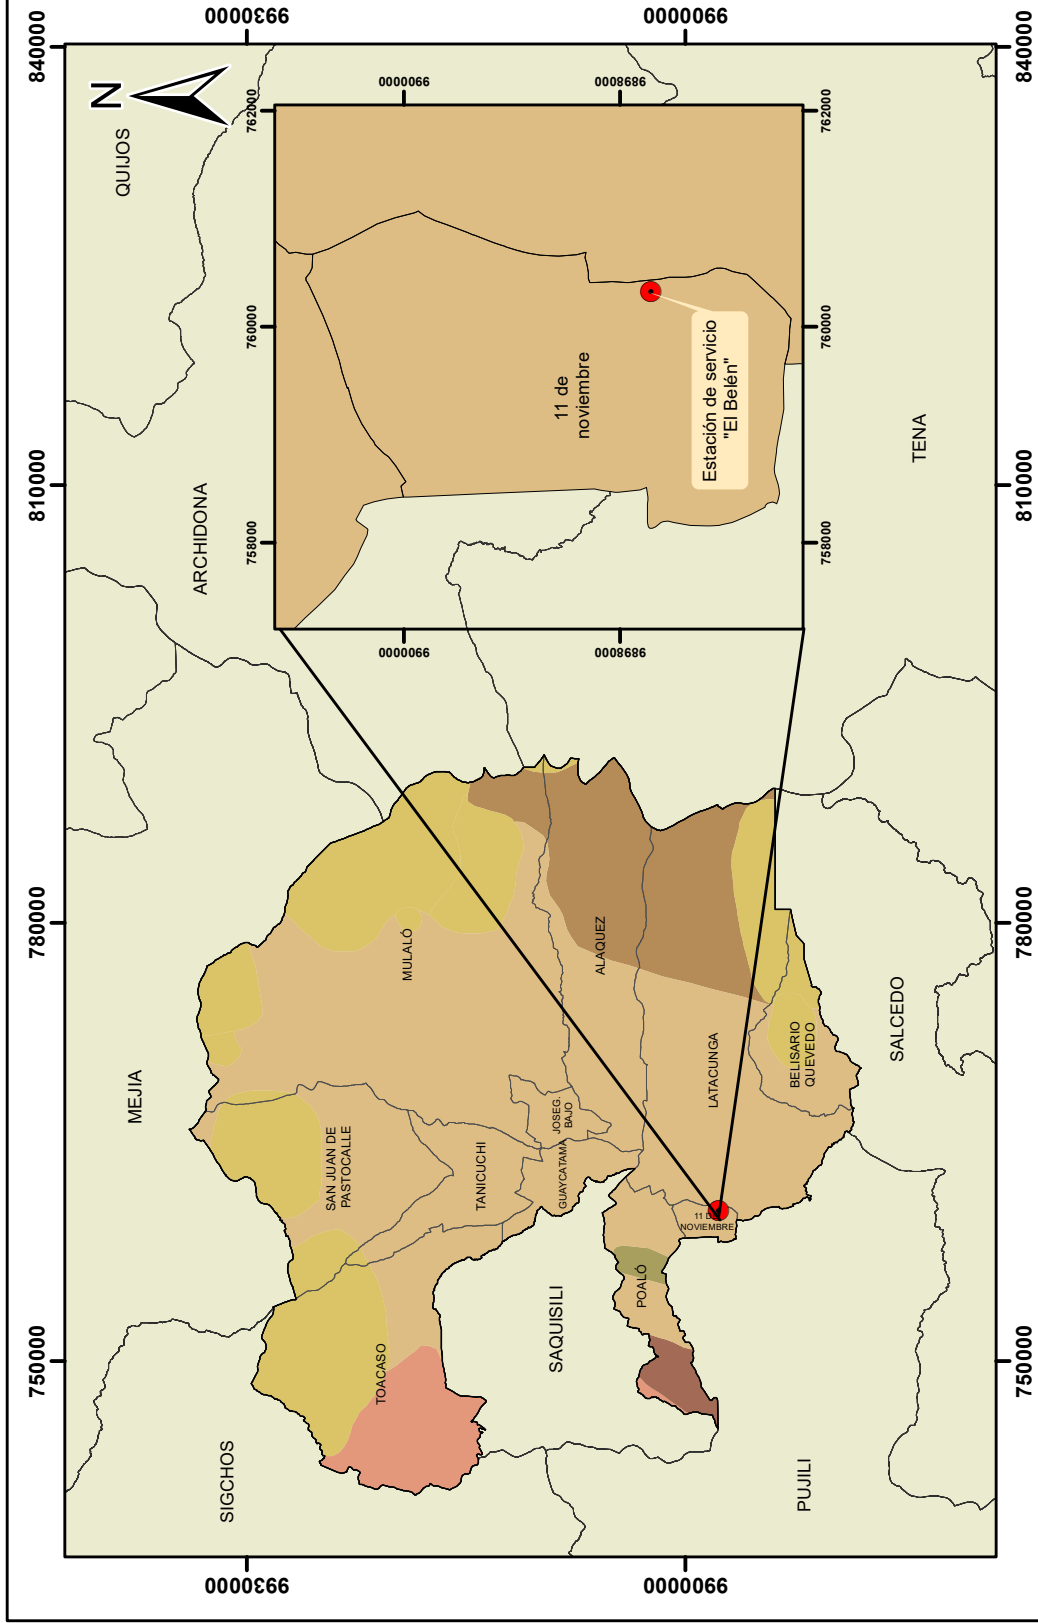 750000
780000
810000
840000
N
QUIJOS
MEJIA
ARCHIDONA
SIGCHOS
9930000
9930000
758000
760000
762000
SAN JUAN DE
PASTOCALLE
TOACASO
MULALÓ
9900000
9900000
TANICUCHI
GUAYCATAMA
JOSEG.
BAJO
SAQUISILI
ALAQUEZ
11 de
noviembre
9898000
9898000
POALÓ
11 DE
NOVIEMBRE
LATACUNGA
9900000
9900000
Estación de servicio
"El Belén"
BELISARIO
QUEVEDO
PUJILI
758000
760000
762000
SALCEDO
TENA
750000
780000
810000
840000